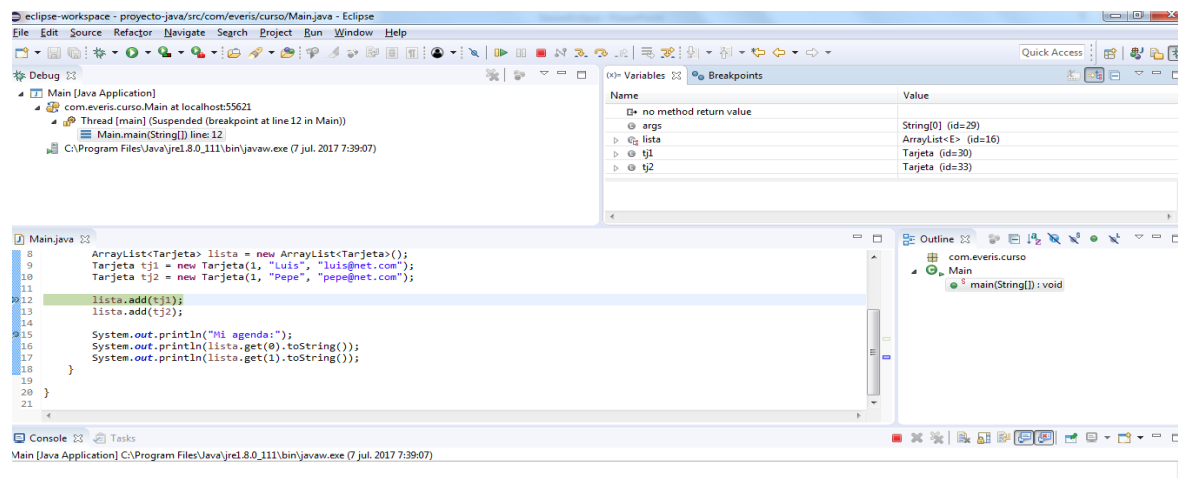 eclipse-workspace - proyecto-java/src/com/everis/curso/Main.java - Eclipse
File Edit Source Refactor Navigate Search Project Run Window Help
Quick Access
Debug
Main [Java Application]
com.everis.curso.Main at localhost:55621
Thread [main] (Suspended (breakpoint at line 12 in Main))
Main.main(String[]) line: 12
C:\Program Files\Java\jre1.8.0_111\bin\javaw.exe (7 jul. 2017 7:39:07)
(x)= Variables Breakpoints
Name Value
no method return value
args String[0] (id=29)
lista ArrayList<E> (id=16)
tj1 Tarjeta (id=30)
tj2 Tarjeta (id=33)
Main.java
8 ArrayList<Tarjeta> lista = new ArrayList<Tarjeta>();
9 Tarjeta tj1 = new Tarjeta(1, "Luis", "luis@net.com");
10 Tarjeta tj2 = new Tarjeta(1, "Pepe", "pepe@net.com");
11
12 lista.add(tj1);
13 lista.add(tj2);
14
15 System.out.println("Mi agenda:");
16 System.out.println(lista.get(0).toString());
17 System.out.println(lista.get(1).toString());
18 }
19
20 }
21
Outline
com.everis.curso
Main
main(String[]) : void
Console Tasks
Main [Java Application] C:\Program Files\Java\jre1.8.0_111\bin\javaw.exe (7 jul. 2017 7:39:07)